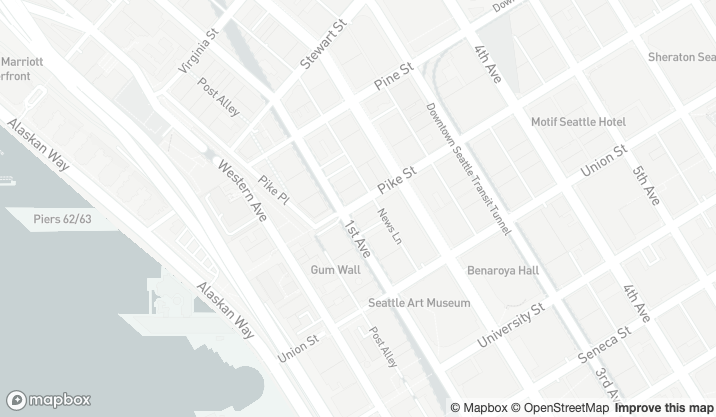 Virginia St
Stewart St
Pine St
4th Ave
Sheraton Sea
Marriott
erfront
Post Alley
Downtown Seattle Transit Tunnel
Motif Seattle Hotel
Alaskan Way
Union St
Western Ave
Pike Pl
Pike St
5th Ave
Piers 62/63
News Ln
1st Ave
Gum Wall
Benaroya Hall
Alaskan Way
Seattle Art Museum
4th Ave
University St
Union St
Post Alley
Seneca St
3rd Av
mapbox
© Mapbox © OpenStreetMap Improve this map